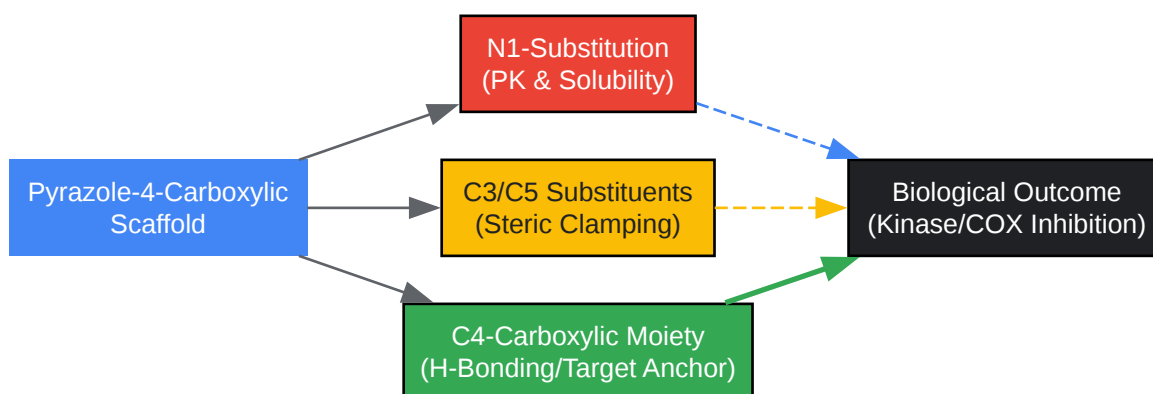 N1-Substitution
(PK & Solubility)
Pyrazole-4-Carboxylic
Scaffold
C3/C5 Substituents
(Steric Clamping)
Biological Outcome
(Kinase/COX Inhibition)
C4-Carboxylic Moiety
(H-Bonding/Target Anchor)